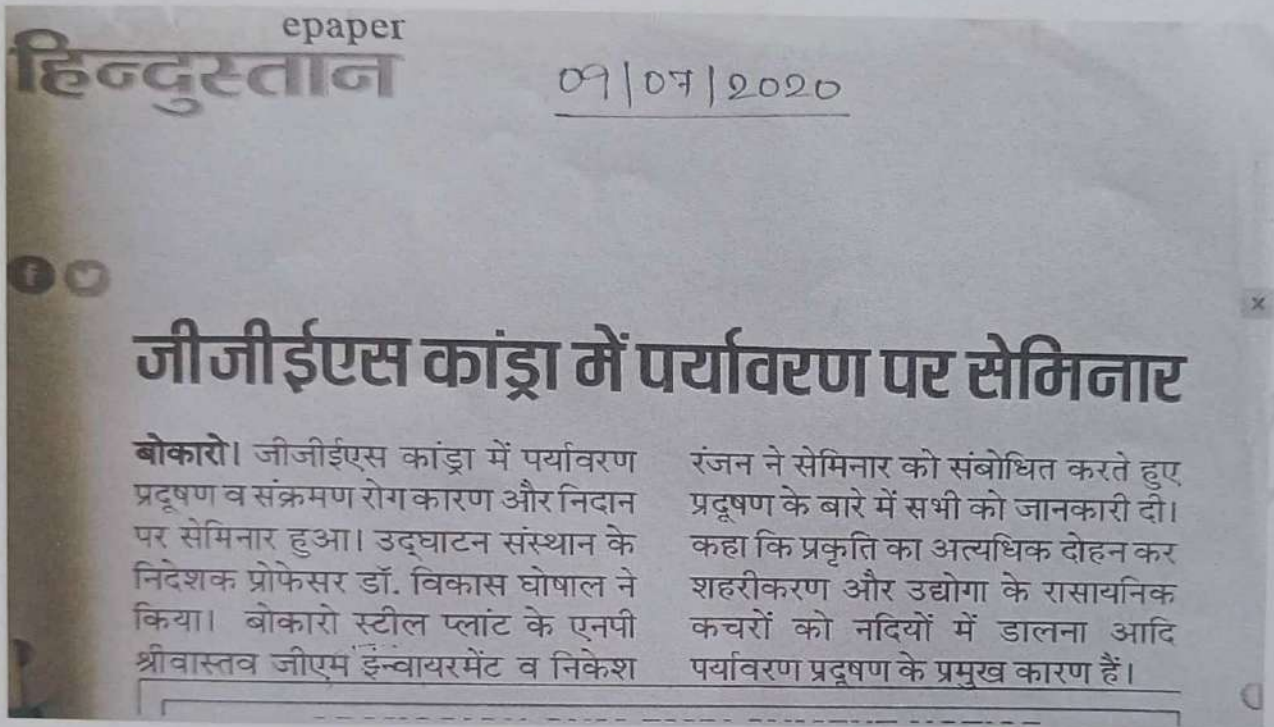 epaper
हिन्दुस्तान
09/07/2020
जीजीईएस कांड्रा में पर्यावरण पर सेमिनार
बोकारो। जीजीईएस कांड्रा में पर्यावरण
प्रदूषण व संक्रमण रोग कारण और निदान
पर सेमिनार हुआ। उद्घाटन संस्थान के
निदेशक प्रोफेसर डॉ. विकास घोषाल ने
किया। बोकारो स्टील प्लांट के एनपी
श्रीवास्तव जीएम ईन्वायरमेंट व निकेश
रंजन ने सेमिनार को संबोधित करते हुए
प्रदूषण के बारे में सभी को जानकारी दी।
कहा कि प्रकृति का अत्यधिक दोहन कर
शहरीकरण और उद्योगा के रासायनिक
कचरों को नदियों में डालना आदि
पर्यावरण प्रदूषण के प्रमुख कारण हैं।